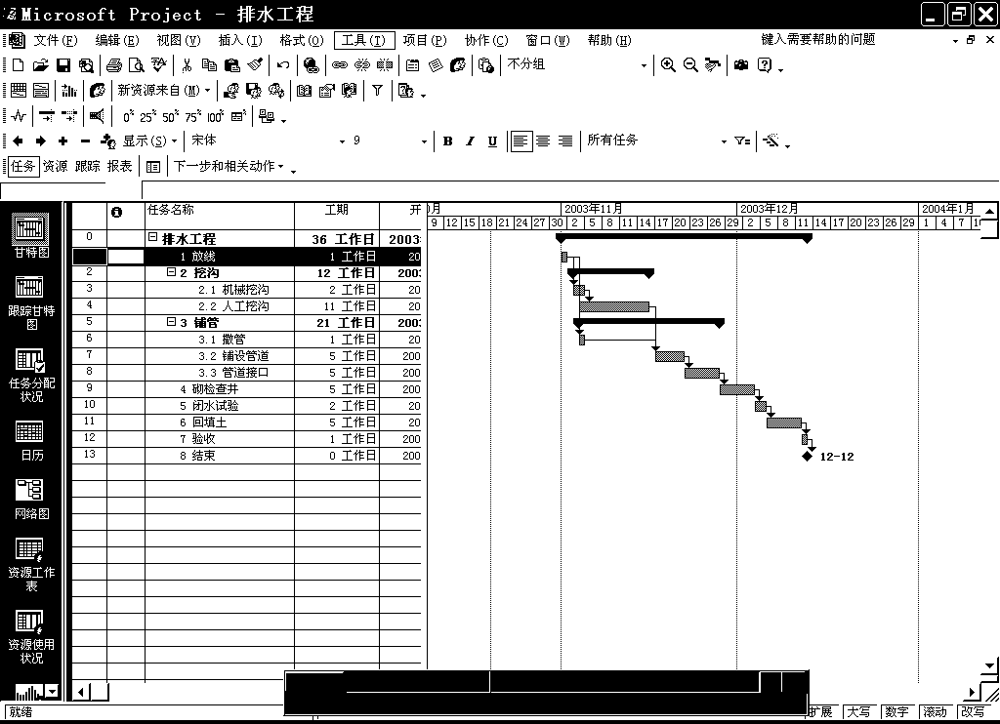 Microsoft Project - 排水工程
文件(F) 编辑(E) 视图(V) 插入(I) 格式(O) 工具(T) 项目(P) 协作(C) 窗口(W) 帮助(H) 键入需要帮助的问题
不分组
新资源来自(M)
0% 25% 50% 75% 100%
显示(S) 宋体 9 B I U 所有任务
任务 资源 跟踪 报表 下一步和相关动作
任务名称 工期 开 月 2003年11月 2003年12月 2004年1月
9 12 15 18 21 24 27 30 2 5 8 11 14 17 20 23 26 29 2 5 8 11 14 17 20 23 26 29 1 4 7 10
0 排水工程 36 工作日 2003
1 放线 1 工作日 20
2 2 挖沟 12 工作日 200
3 2.1 机械挖沟 2 工作日 20
4 2.2 人工挖沟 11 工作日 20
5 3 铺管 21 工作日 200
6 3.1 撒管 1 工作日 20
7 3.2 铺设管道 5 工作日 200
8 3.3 管道接口 5 工作日 200
9 4 砌检查井 5 工作日 200
10 5 闭水试验 2 工作日 20
11 6 回填土 5 工作日 20
12 7 验收 1 工作日 200
13 8 结束 0 工作日 200
12-12
甘特图
跟踪甘特
图
任务分配
状况
日历
网络图
资源工作
表
资源使用
状况
就绪 扩展 大写 数字 滚动 改写